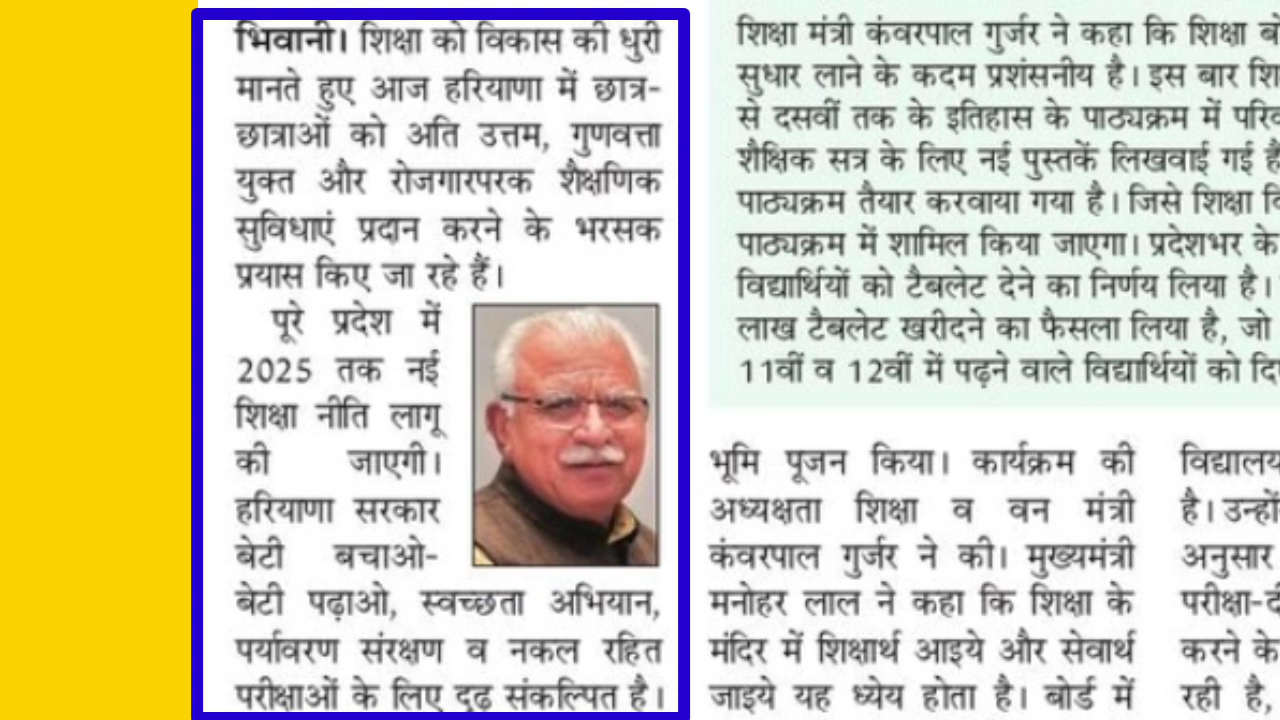 भिवानी। शिक्षा को विकास की धुरी
मानते हुए आज हरियाणा में छात्र-
छात्राओं को अति उत्तम, गुणवत्ता
युक्त और रोजगारपरक शैक्षणिक
सुविधाएं प्रदान करने के भरसक
प्रयास किए जा रहे हैं।
पूरे प्रदेश में
2025 तक नई
शिक्षा नीति लागू
की जाएगी।
हरियाणा सरकार
बेटी बचाओ-
बेटी पढ़ाओ, स्वच्छता अभियान,
पर्यावरण संरक्षण व नकल रहित
परीक्षाओं के लिए दृढ़ संकल्पित है।
शिक्षा मंत्री कंवरपाल गुर्जर ने कहा कि शिक्षा
सुधार लाने के कदम प्रशंसनीय है। इस बार
से दसवीं तक के इतिहास के पाठ्यक्रम में
शैक्षिक सत्र के लिए नई पुस्तकें लिखवाई गई
पाठ्यक्रम तैयार करवाया गया है। जिसे शिक्षा
पाठ्यक्रम में शामिल किया जाएगा। प्रदेशभर के
विद्यार्थियों को टैबलेट देने का निर्णय लिया है।
लाख टैबलेट खरीदने का फैसला लिया है, जो
11वीं व 12वीं में पढ़ने वाले विद्यार्थियों को
भूमि पूजन किया। कार्यक्रम की
अध्यक्षता शिक्षा व वन मंत्री
कंवरपाल गुर्जर ने की। मुख्यमंत्री
मनोहर लाल ने कहा कि शिक्षा के
मंदिर में शिक्षार्थ आइये और सेवार्थ
जाइये यह ध्येय होता है। बोर्ड में
विद्यालय
है। उन्होंने
अनुसार
परीक्षा-
करने के
रही है,